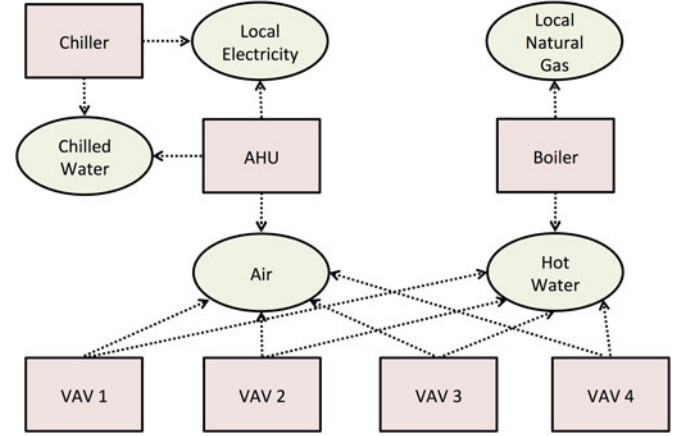 Chiller
Local
Electricity
Local
Natural
Gas
Chilled
Water
AHU
Boiler
Air
Hot
Water
VAV 1
VAV 2
VAV 3
VAV 4